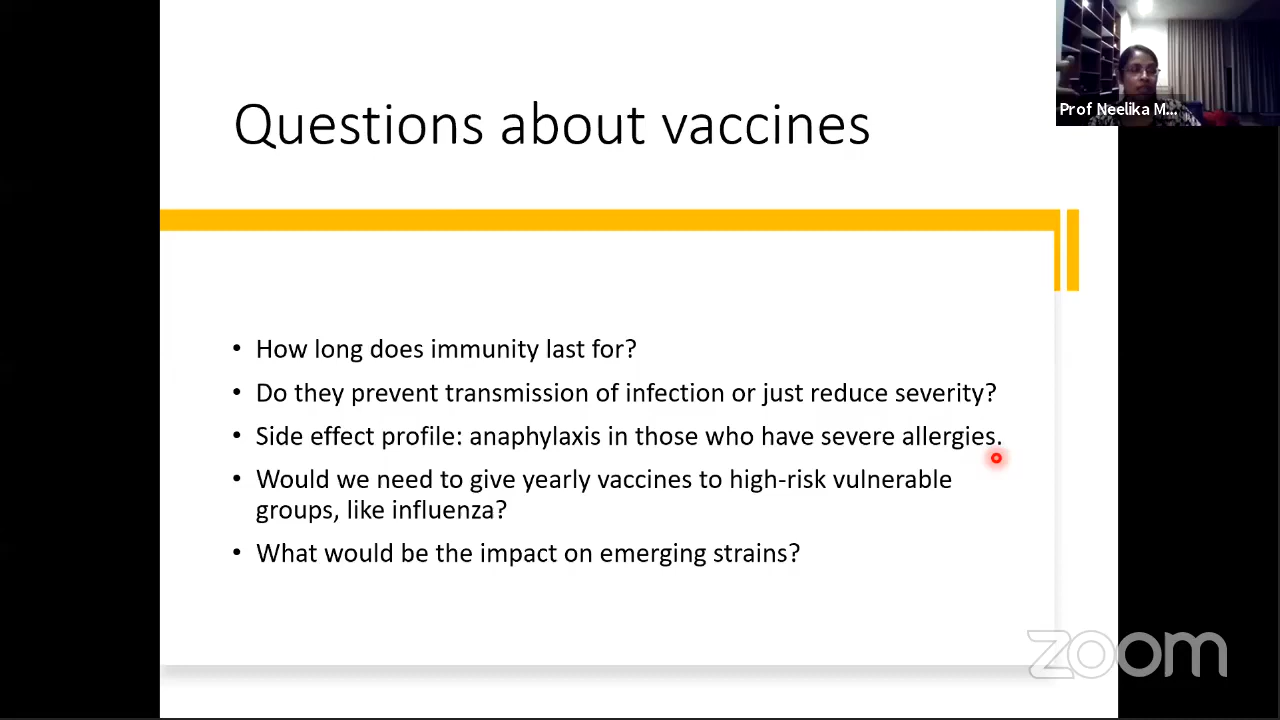 Questions about vaccines
Prof Neelika M...
• How long does immunity last for?
• Do they prevent transmission of infection or just reduce severity?
• Side effect profile: anaphylaxis in those who have severe allergies.
• Would we need to give yearly vaccines to high-risk vulnerable
groups, like influenza?
• What would be the impact on emerging strains?
zoom